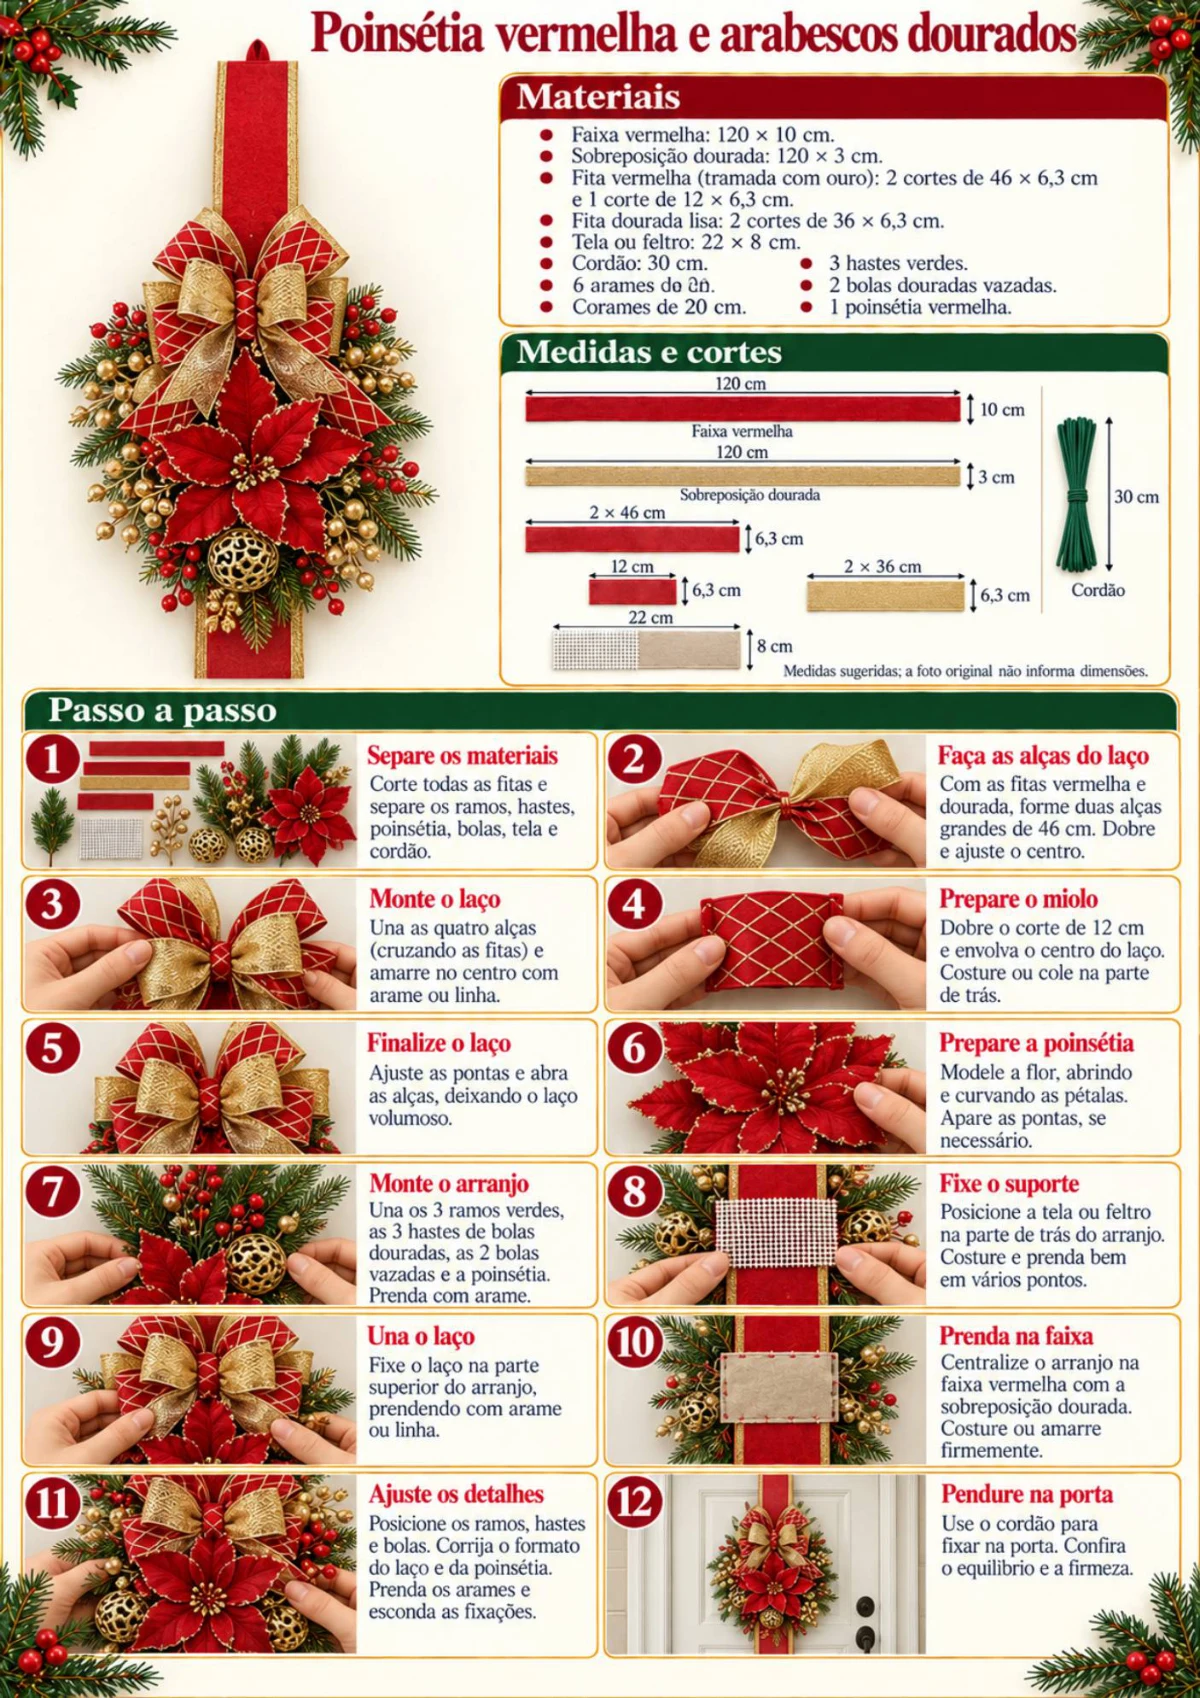 Poinsétia vermelha e arabescos dourados
Materiais
Faixa vermelha: 120 × 10 cm.
Sobreposição dourada: 120 × 3 cm.
Fita vermelha (tramada com ouro): 2 cortes de 46 × 6,3 cm
e 1 corte de 12 × 6,3 cm.
Fita dourada lisa: 2 cortes de 36 × 6,3 cm.
Tela ou feltro: 22 × 8 cm.
Cordão: 30 cm.
6 arames
Corames de 20 cm.
3 hastes verdes.
2 bolas douradas vazadas.
1 poinsétia vermelha.
Medidas e cortes
120 cm
10 cm
Faixa vermelha
120 cm
3 cm
Sobreposição dourada
2 × 46 cm
6,3 cm
12 cm
6,3 cm
2 × 36 cm
6,3 cm
22 cm
8 cm
30 cm
Cordão
Medidas sugeridas; a foto original não informa dimensões.
Passo a passo
1
Separe os materiais
Corte todas as fitas e
separe os ramos, hastes,
poinsétia, bolas, tela e
cordão.
2
Faça as alças do laço
Com as fitas vermelha e
dourada, forme duas alças
grandes de 46 cm. Dobre
e ajuste o centro.
3
Monte o laço
Una as quatro alças
(cruzando as fitas) e
amarre no centro com
arame ou linha.
4
Prepare o miolo
Dobre o corte de 12 cm
e envolva o centro do laço.
Costure ou cole na parte
de trás.
5
Finalize o laço
Ajuste as pontas e abra
as alças, deixando o laço
volumoso.
6
Prepare a poinsétia
Modele a flor, abrindo
e curvando as pétalas.
Apare as pontas, se
necessário.
7
Monte o arranjo
Una os 3 ramos verdes,
as 3 hastes de bolas
douradas, as 2 bolas
vazadas e a poinsétia.
Prenda com arame.
8
Fixe o suporte
Posicione a tela ou feltro
na parte de trás do arranjo.
Costure e prenda bem
em vários pontos.
9
Una o laço
Fixe o laço na parte
superior do arranjo,
prendendo com arame
ou linha.
10
Prenda na faixa
Centralize o arranjo na
faixa vermelha com a
sobreposição dourada.
Costure ou amarre
firmemente.
11
Ajuste os detalhes
Posicione os ramos, hastes
e bolas. Corrija o formato
do laço e da poinsétia.
Prenda os arames e
esconda as fixações.
12
Pendure na porta
Use o cordão para
fixar na porta. Confira
o equilibrio e a firmeza.